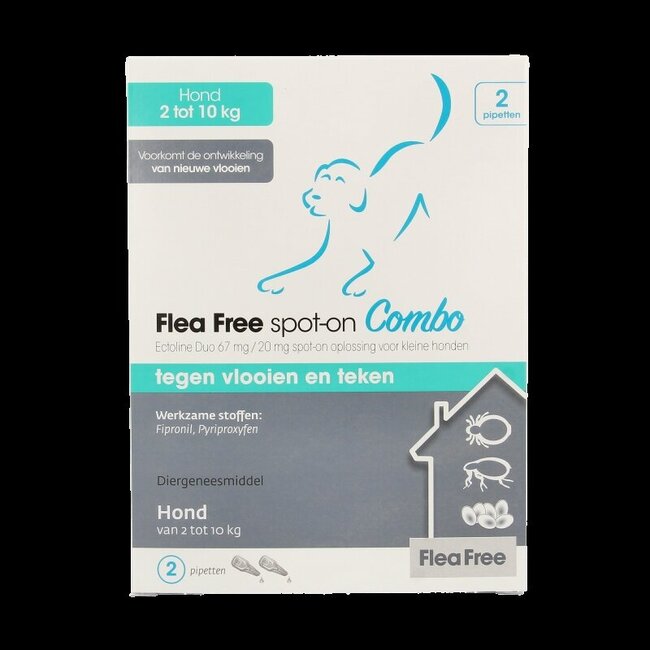 Hond
2 tot 10 kg
2
pipetten
Voorkomt de ontwikkeling
van nieuwe vlooien
Flea Free spot-on Combo
Ectoline Duo 67 mg / 20 mg spot-on oplossing voor kleine honden
tegen vlooien en teken
Werkzame stoffen:
Fipronil, Pyriproxyfen
Diergeneesmiddel
Hond
van 2 tot 10 kg
Flea Free
2 pipetten